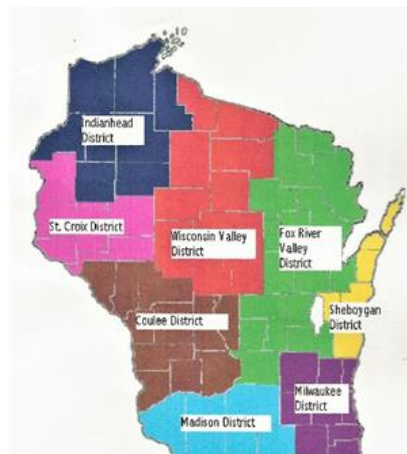 Indianhead
District
St. Croix District
Wisconsin Valley
District
Fox River
Valley
District
Sheboygan
District
Coulee District
Milwaukee
District
Madison District